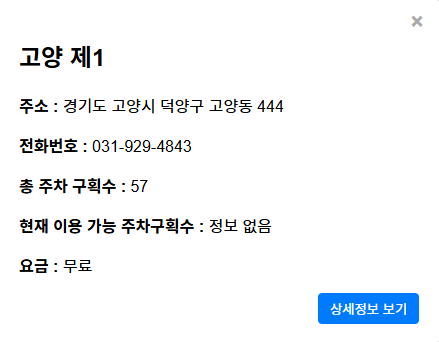 ×
고양 제1
주소 : 경기도 고양시 덕양구 고양동 444
전화번호 : 031-929-4843
총 주차 구획수 : 57
현재 이용 가능 주차구획수 : 정보 없음
요금 : 무료
상세정보 보기